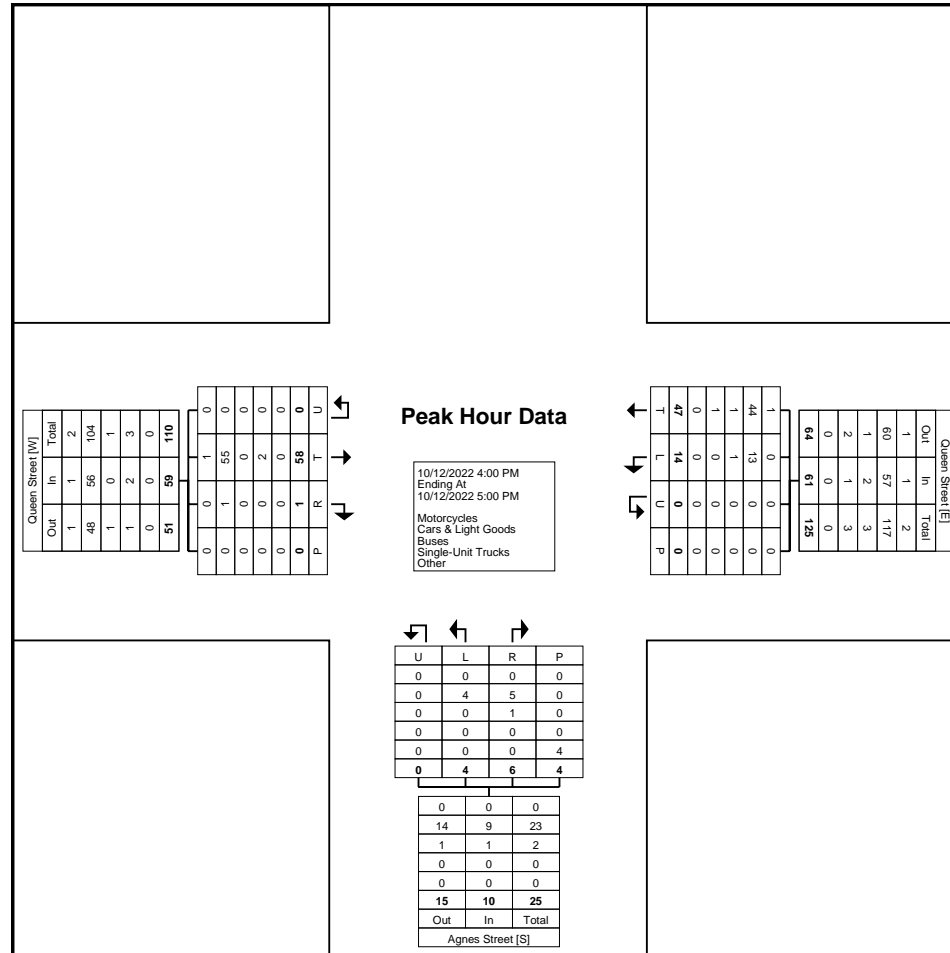 Peak Hour Data
10/12/2022 4:00 PM
Ending At
10/12/2022 5:00 PM
Motorcycles
Cars & Light Goods
Buses
Single-Unit Trucks
Other
Queen Street [W]
Out In Total
1 1 2
48 56 104
1 0 1
1 2 3
0 0 0
51 59 110
0 0 1 0
0 1 55 0
0 0 0 0
0 0 2 0
0 0 0 0
0 1 58 0
P R T U
Queen Street [E]
Out In Total
1 1 2
60 57 117
1 2 3
2 1 3
0 0 0
64 61 125
1 0 0 0
44 13 0 0
1 1 0 0
1 0 0 0
0 0 0 0
47 14 0 0
T L U P
U L R P
0 0 0 0
0 4 5 0
0 0 1 0
0 0 0 0
0 0 0 4
0 4 6 4
0 0 0
14 9 23
1 1 2
0 0 0
0 0 0
15 10 25
Out In Total
Agnes Street [S]